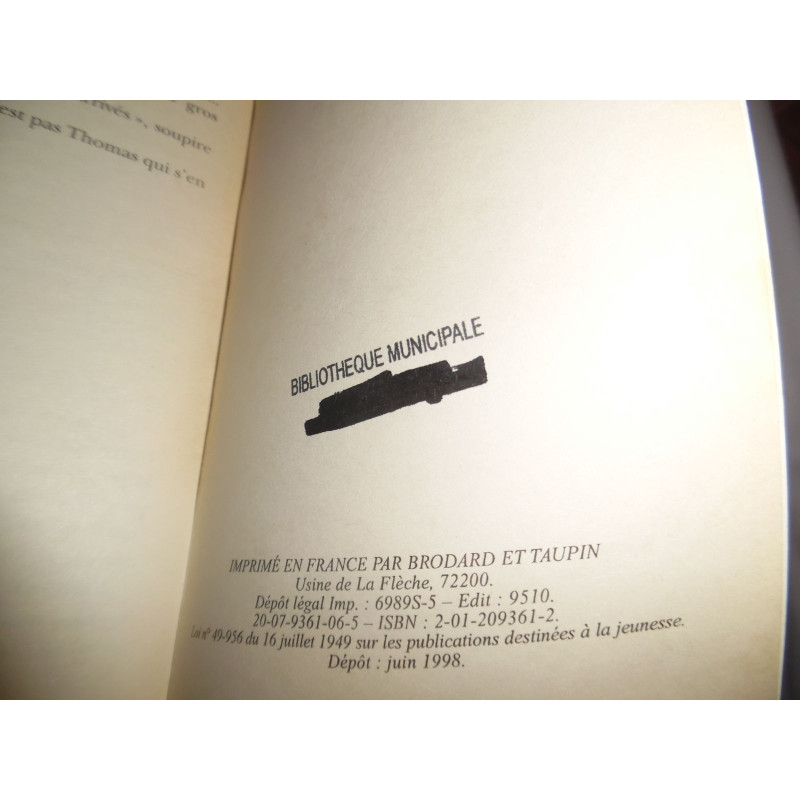 gros
», soupire
est pas Thomas qui s'en
BIBLIOTHEQUE MUNICIPALE
IMPRIMÉ EN FRANCE PAR BRODARD ET TAUPIN
Usine de La Flèche, 72200.
Dépôt légal Imp. : 6989S-5 – Edit : 9510.
20-07-9361-06-5 – ISBN : 2-01-209361-2.
Loi n° 49-956 du 16 juillet 1949 sur les publications destinées à la jeunesse.
Dépôt : juin 1998.